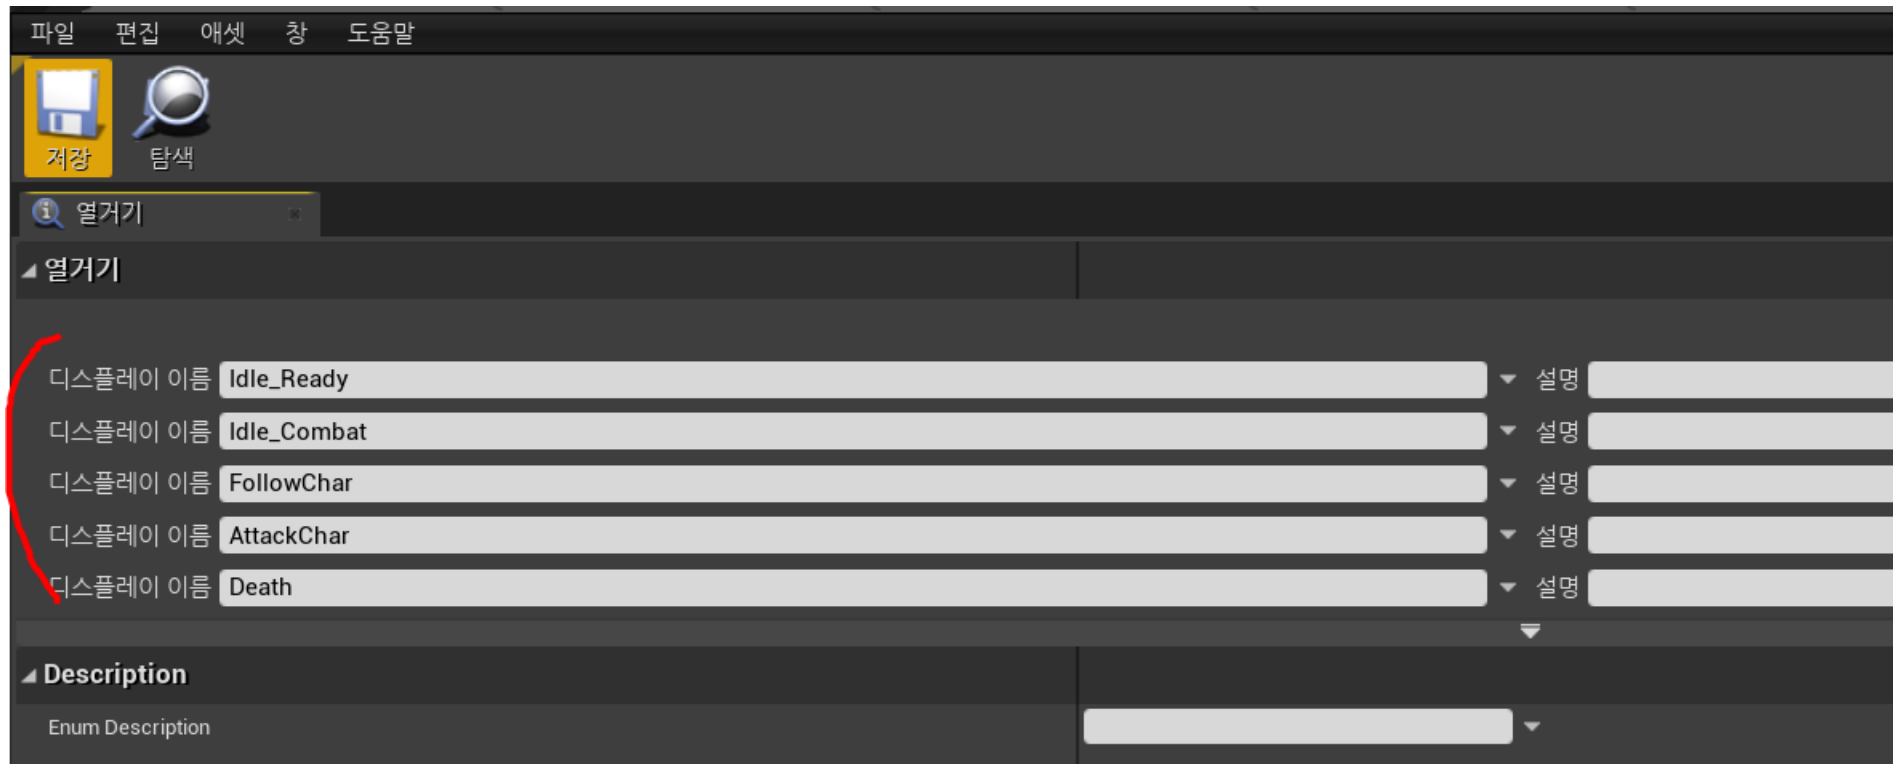 파일 편집 애셋 창 도움말
저장 탐색
열거기
열거기
디스플레이 이름 Idle_Ready 설명
디스플레이 이름 Idle_Combat 설명
디스플레이 이름 FollowChar 설명
디스플레이 이름 AttackChar 설명
디스플레이 이름 Death 설명
Description
Enum Description